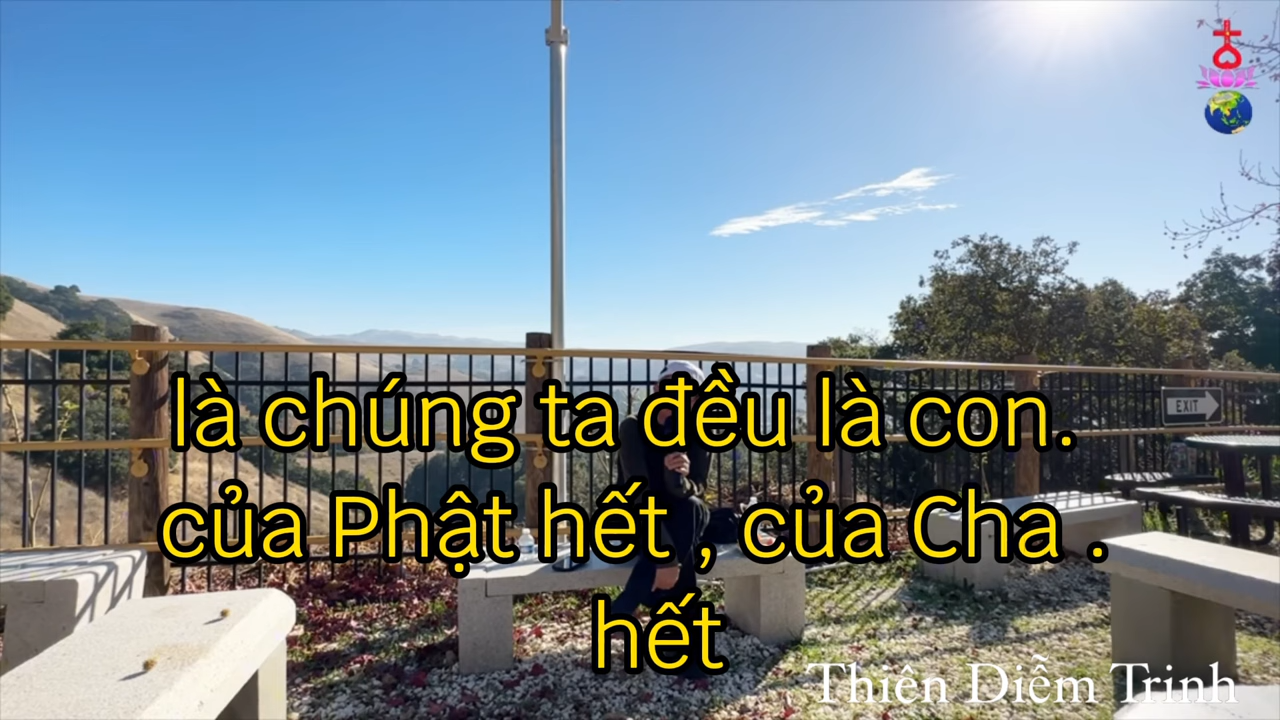 EXIT
là chúng ta đều là con.
của Phật hết , của Cha .
hết
Thiên Diễm Trinh